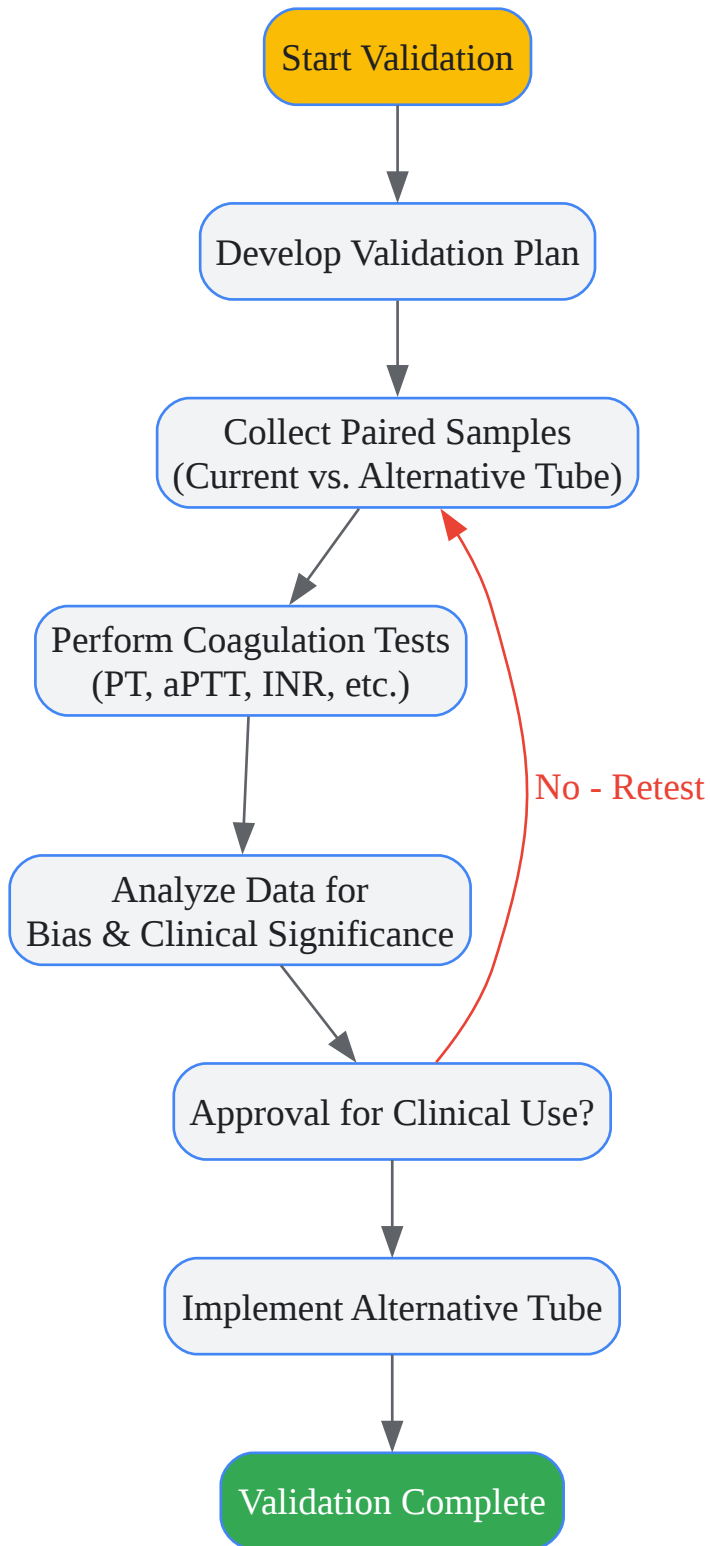 Start Validation
Develop Validation Plan
Collect Paired Samples
(Current vs. Alternative Tube)
Perform Coagulation Tests
(PT, aPTT, INR, etc.)
No - Retest
Analyze Data for
Bias & Clinical Significance
Approval for Clinical Use?
Implement Alternative Tube
Validation Complete